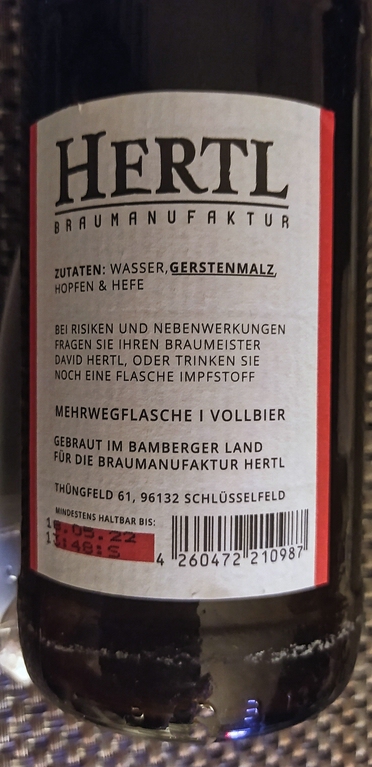 HERTL
BRAUMANUFAKTUR
ZUTATEN: WASSER, GERSTENMALZ,
HOPFEN & HEFE
BEI RISIKEN UND NEBENWERKUNGEN
FRAGEN SIE IHREN BRAUMEISTER
DAVID HERTL, ODER TRINKEN SIE
NOCH EINE FLASCHE IMPFSTOFF
MEHRWEGFLASCHE I VOLLBIER
GEBRAUT IM BAMBERGER LAND
FÜR DIE BRAUMANUFAKTUR HERTL
THÜNGFELD 61, 96132 SCHLÜSSELFELD
MINDESTENS HALTBAR BIS:
4 260472 210987